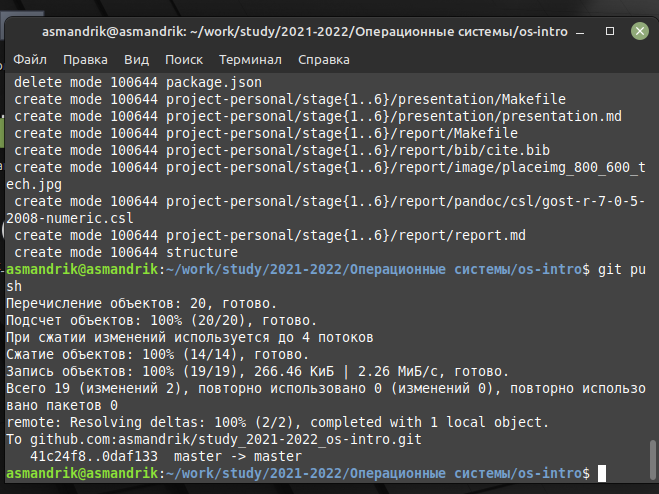 asmandrik@asmandrik: ~/work/study/2021-2022/Операционные системы/os-intro
Файл Правка Вид Поиск Терминал Справка
delete mode 100644 package.json
create mode 100644 project-personal/stage{1..6}/presentation/Makefile
create mode 100644 project-personal/stage{1..6}/presentation/presentation.md
create mode 100644 project-personal/stage{1..6}/report/Makefile
create mode 100644 project-personal/stage{1..6}/report/bib/cite.bib
create mode 100644 project-personal/stage{1..6}/report/image/placeimg_800_600_t
ech.jpg
create mode 100644 project-personal/stage{1..6}/report/pandoc/csl/gost-r-7-0-5-
2008-numeric.csl
create mode 100644 project-personal/stage{1..6}/report/report.md
create mode 100644 structure
asmandrik@asmandrik:~/work/study/2021-2022/Операционные системы/os-intro$ git pu
sh
Перечисление объектов: 20, готово.
Подсчет объектов: 100% (20/20), готово.
При сжатии изменений используется до 4 потоков
Сжатие объектов: 100% (14/14), готово.
Запись объектов: 100% (19/19), 266.46 КиБ | 2.26 МиБ/с, готово.
Всего 19 (изменений 2), повторно использовано 0 (изменений 0), повторно использо
вано пакетов 0
remote: Resolving deltas: 100% (2/2), completed with 1 local object.
To github.com:asmandrik/study_2021-2022_os-intro.git
41c24f8..0daf133 master -> master
asmandrik@asmandrik:~/work/study/2021-2022/Операционные системы/os-intro$